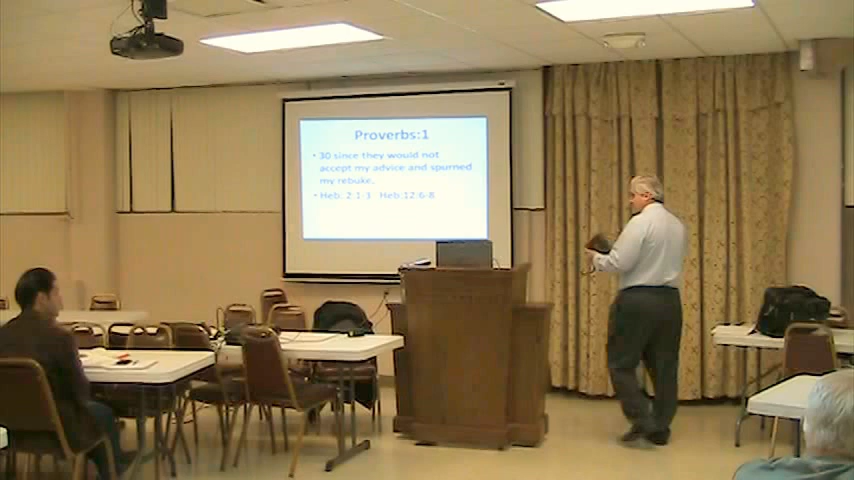 Proverbs:1
• 30 since they would not
accept my advice and spurned
my rebuke.
• Heb. 2:1-3 Heb:12:6-8